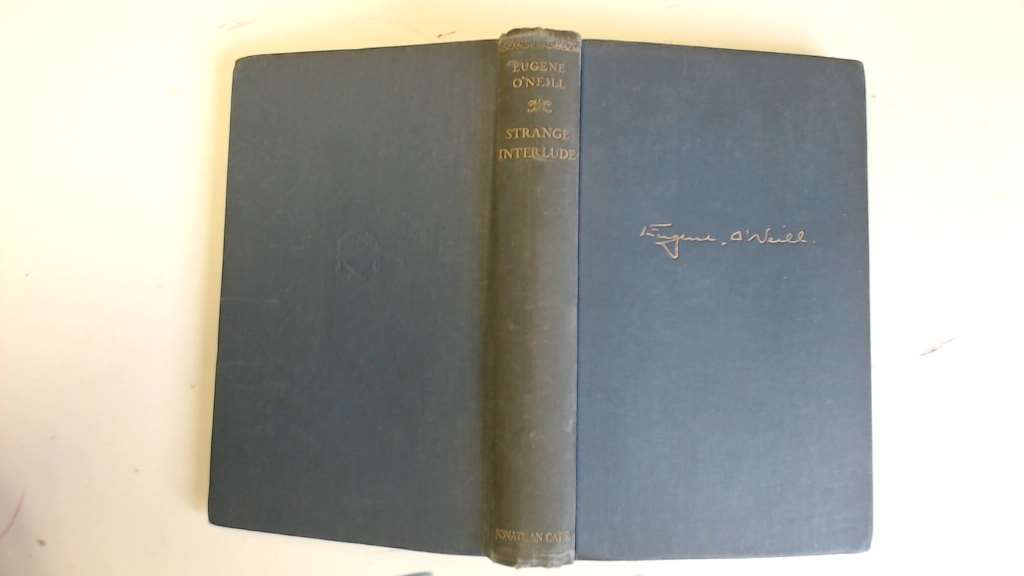 EUGENE
O'NEILL
STRANGE
INTERLUDE
JONATHAN CAPE
Eugene O'Neill